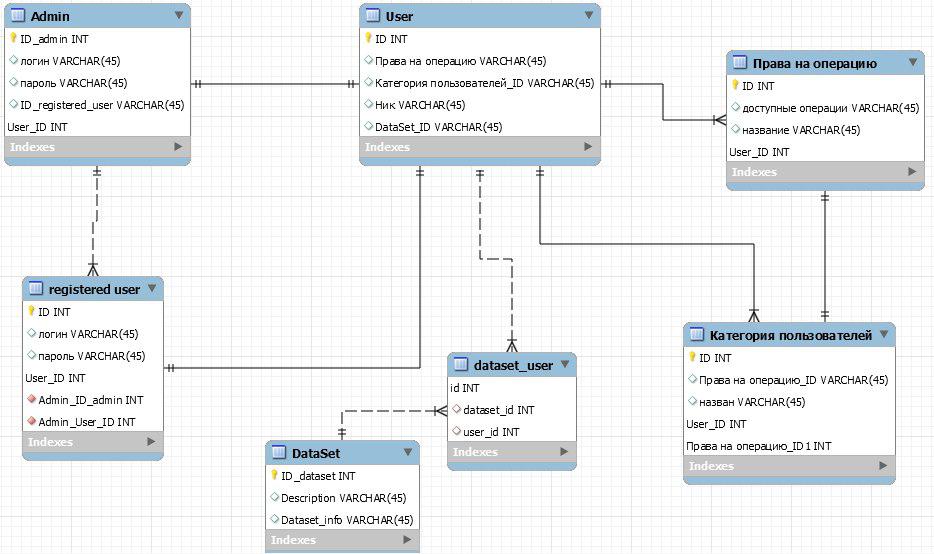 Admin
ID_admin INT
логин VARCHAR(45)
пароль VARCHAR(45)
ID_registered_user VARCHAR(45)
User_ID INT
Indexes
User
ID INT
Права на операцию VARCHAR(45)
Категория пользователей_ID VARCHAR(45)
Ник VARCHAR(45)
DataSet_ID VARCHAR(45)
Indexes
Права на операцию
ID INT
доступные операции VARCHAR(45)
название VARCHAR(45)
User_ID INT
Indexes
registered user
ID INT
логин VARCHAR(45)
пароль VARCHAR(45)
User_ID INT
Admin_ID_admin INT
Admin_User_ID INT
Indexes
dataset_user
id INT
dataset_id INT
user_id INT
Indexes
Категория пользователей
ID INT
Права на операцию_ID VARCHAR(45)
назван VARCHAR(45)
User_ID INT
Права на операцию_ID1 INT
Indexes
DataSet
ID_dataset INT
Description VARCHAR(45)
Dataset_info VARCHAR(45)
Indexes